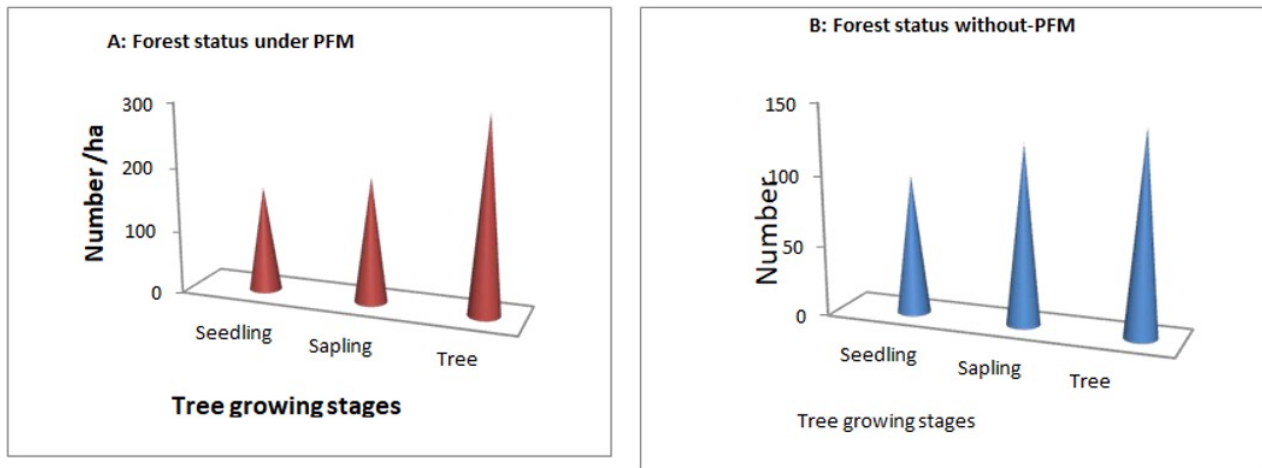 A: Forest status under PFM
300
200
100
0
Number /ha
Seedling
Sapling
Tree
Tree growing stages
B: Forest status without-PFM
150
100
50
0
Number
Seedling
Sapling
Tree
Tree growing stages